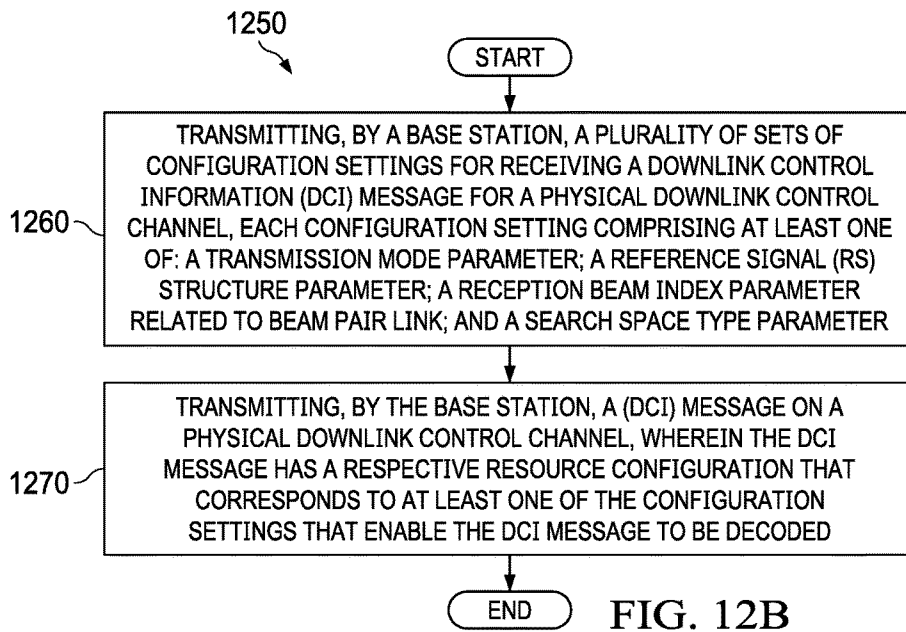 1250
START
1260
TRANSMITTING, BY A BASE STATION, A PLURALITY OF SETS OF
CONFIGURATION SETTINGS FOR RECEIVING A DOWNLINK CONTROL
INFORMATION (DCI) MESSAGE FOR A PHYSICAL DOWNLINK CONTROL
CHANNEL, EACH CONFIGURATION SETTING COMPRISING AT LEAST ONE
OF: A TRANSMISSION MODE PARAMETER; A REFERENCE SIGNAL (RS)
STRUCTURE PARAMETER; A RECEPTION BEAM INDEX PARAMETER
RELATED TO BEAM PAIR LINK; AND A SEARCH SPACE TYPE PARAMETER
1270
TRANSMITTING, BY THE BASE STATION, A (DCI) MESSAGE ON A
PHYSICAL DOWNLINK CONTROL CHANNEL, WHEREIN THE DCI
MESSAGE HAS A RESPECTIVE RESOURCE CONFIGURATION THAT
CORRESPONDS TO AT LEAST ONE OF THE CONFIGURATION
SETTINGS THAT ENABLE THE DCI MESSAGE TO BE DECODED
END
FIG. 12B